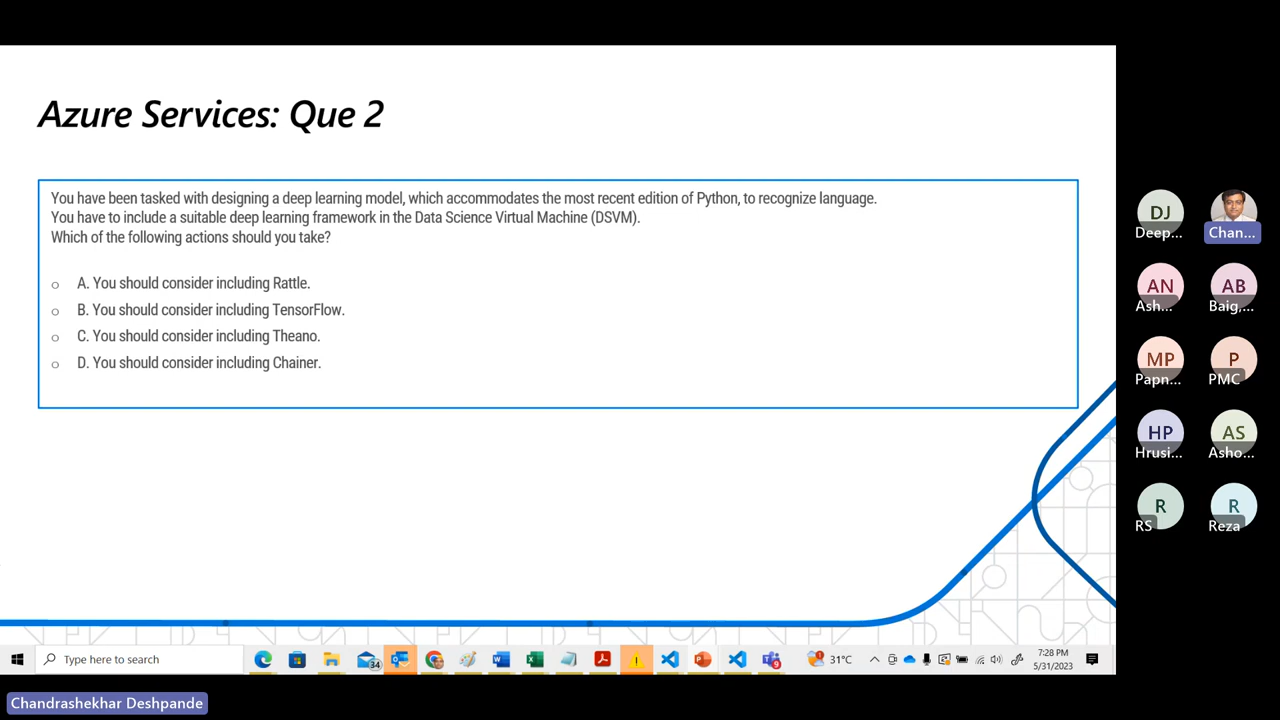 Azure Services: Que 2
You have been tasked with designing a deep learning model, which accommodates the most recent edition of Python, to recognize language.
You have to include a suitable deep learning framework in the Data Science Virtual Machine (DSVM).
Which of the following actions should you take?
o A. You should consider including Rattle.
o B. You should consider including TensorFlow.
o C. You should consider including Theano.
o D. You should consider including Chainer.
DJ
Deep...
Chan...
AN
Ash...
AB
Baig,...
MP
Papn...
P
PMC
HP
Hrusi...
AS
Asho...
R
RS
R
Reza
Type here to search
34
9
31°C
7:28 PM
5/31/2023
Chandrashekhar Deshpande